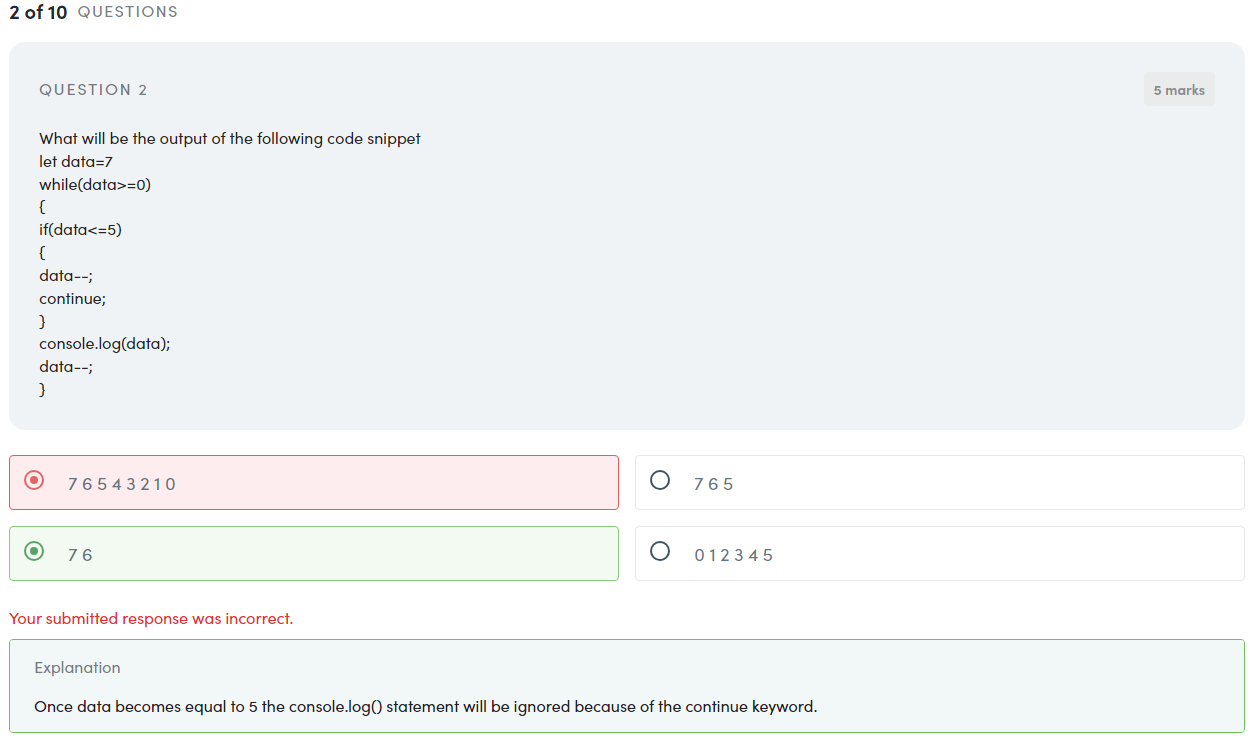 2 of 10 QUESTIONS
QUESTION 2
5 marks
What will be the output of the following code snippet
let data=7
while(data>=0)
{
if(data<=5)
{
data--;
continue;
}
console.log(data);
data--;
}
7 6 5 4 3 2 1 0
7 6 5
7 6
0 1 2 3 4 5
Your submitted response was incorrect.
Explanation
Once data becomes equal to 5 the console.log() statement will be ignored because of the continue keyword.